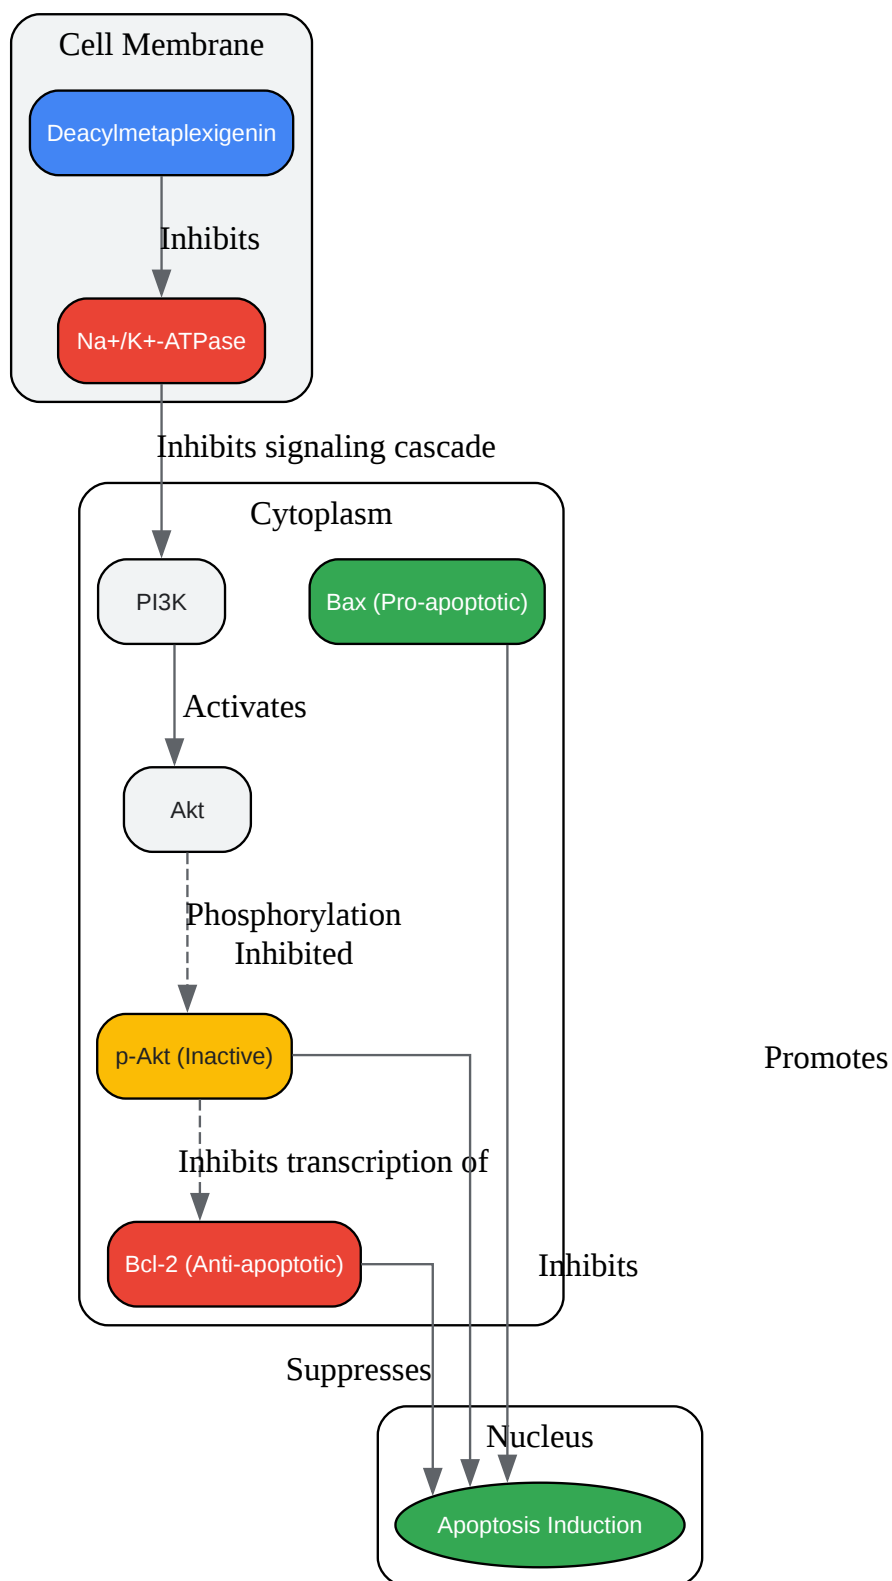 Cell Membrane
Deacylmetaplexigenin
Inhibits
Na+/K+-ATPase
Inhibits signaling cascade
Cytoplasm
PI3K
Bax (Pro-apoptotic)
Activates
Akt
Phosphorylation
Inhibited
p-Akt (Inactive)
Promotes
Inhibits transcription of
Bcl-2 (Anti-apoptotic)
Inhibits
Suppresses
Nucleus
Apoptosis Induction